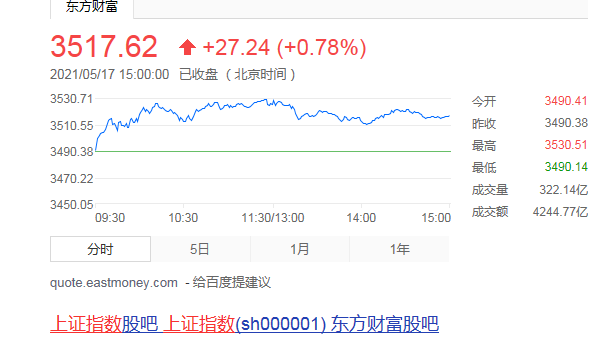 东方财富
3517.62 +27.24 (+0.78%)
2021/05/17 15:00:00 已收盘 ( 北京时间 )
3530.71
3510.55
3490.38
3470.22
3450.05
09:30 10:30 11:30/13:00 14:00 15:00
今开 3490.41
昨收 3490.38
最高 3530.51
最低 3490.14
成交量 322.14亿
成交额 4244.77亿
分时 5日 1月 1年
quote.eastmoney.com - 给百度提建议
上证指数股吧 上证指数(sh000001) 东方财富股吧